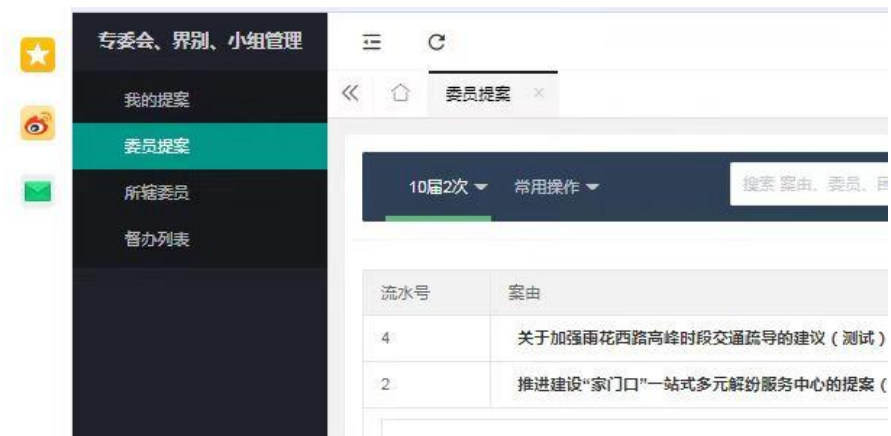 专委会、界别、小组管理
我的提案
委员提案
所辖委员
督办列表
委员提案
10届2次
常用操作
搜索 案由、委员、
流水号
案由
4
关于加强雨花西路高峰时段交通疏导的建议（测试）
2
推进建设“家门口”一站式多元解纷服务中心的提案（